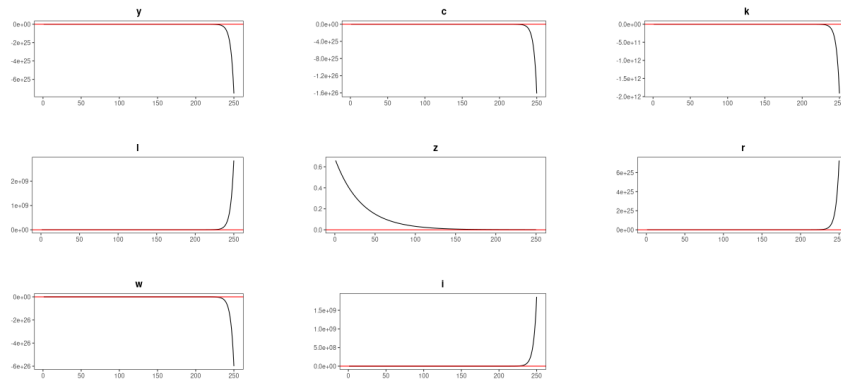 y
0e+00
-2e+25
-4e+25
-6e+25
0 50 100 150 200 250
c
0.0e+00
-4.0e+25
-8.0e+25
-1.2e+26
-1.6e+26
0 50 100 150 200 250
k
0.0e+00
-5.0e+11
-1.0e+12
-1.5e+12
-2.0e+12
0 50 100 150 200 250
l
2e+09
1e+09
0e+00
0 50 100 150 200 250
z
0.6
0.4
0.2
0.0
0 50 100 150 200 250
r
6e+25
4e+25
2e+25
0e+00
0 50 100 150 200 250
w
0e+00
-2e+26
-4e+26
-6e+26
0 50 100 150 200 250
i
1.5e+09
1.0e+09
5.0e+08
0.0e+00
0 50 100 150 200 250